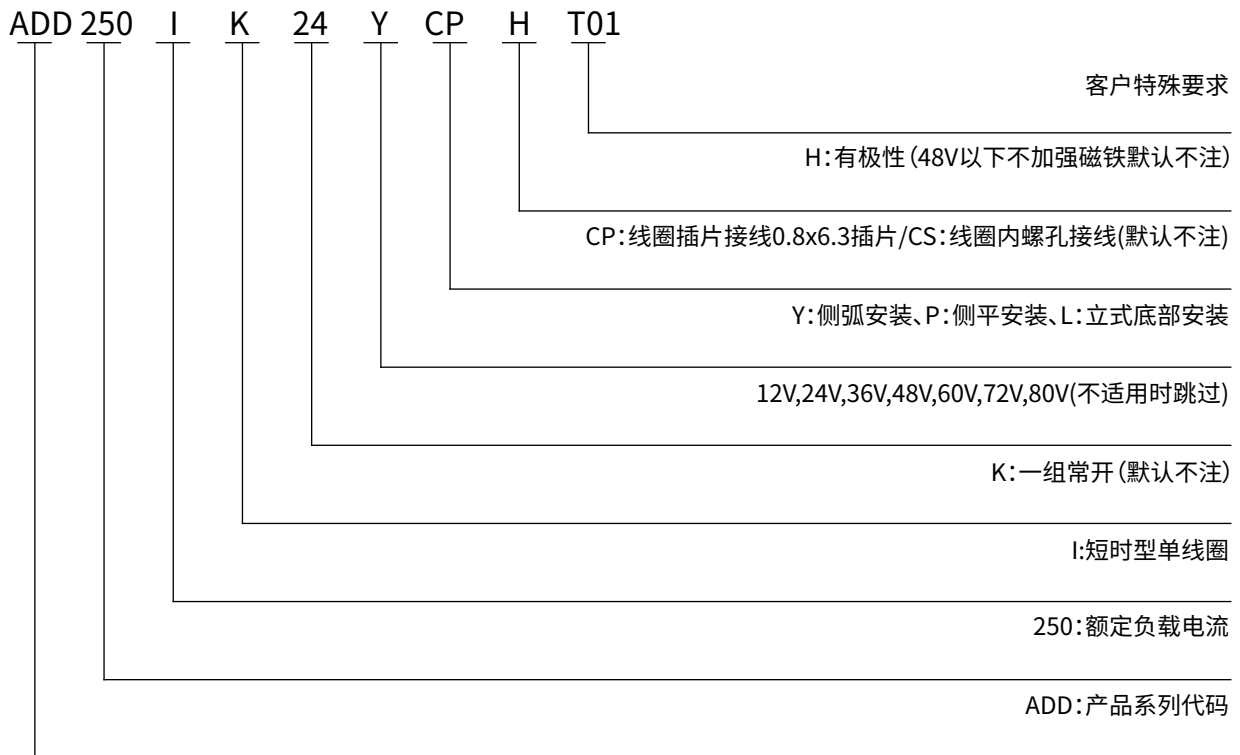 ADD 250 I K 24 Y CP H T01
客户特殊要求
H：有极性（48V以下不加强磁铁默认不注）
CP：线圈插片接线0.8x6.3插片/CS：线圈内螺孔接线(默认不注)
Y：侧弧安装、P：侧平安装、L：立式底部安装
12V,24V,36V,48V,60V,72V,80V(不适用时跳过)
K：一组常开（默认不注）
I:短时型单线圈
250：额定负载电流
ADD：产品系列代码